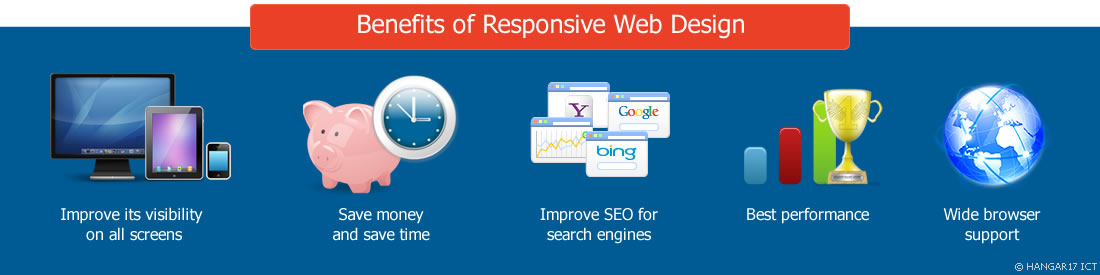 Benefits of Responsive Web Design
Y
Google
bing
Improve its visibility
on all screens
Save money
and save time
Improve SEO for
search engines
Best performance
Wide browser
support
© HANGAR17 ICT